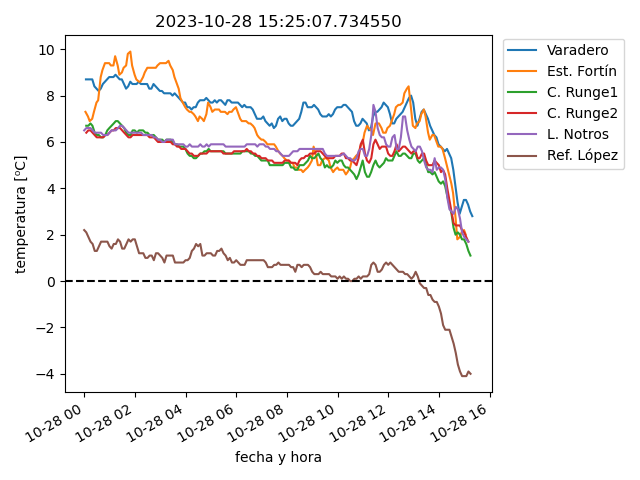 2023-10-28 15:25:07.734550
temperatura [ºC]
10
8
6
4
2
0
−2
−4
10-28 00
10-28 02
10-28 04
10-28 06
10-28 08
10-28 10
10-28 12
10-28 14
10-28 16
fecha y hora
Varadero
Est. Fortín
C. Runge1
C. Runge2
L. Notros
Ref. López